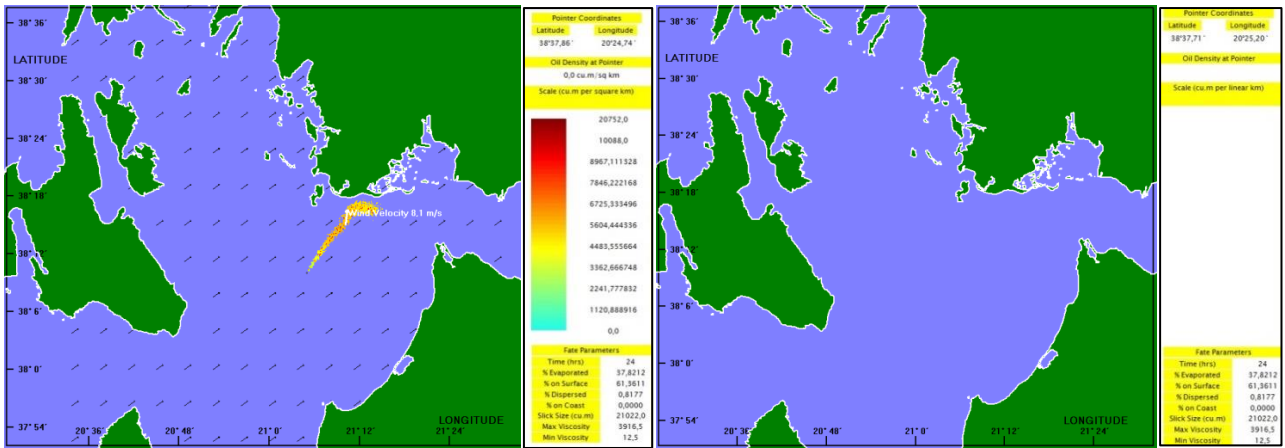 38° 36´
LATITUDE
38° 30´
38° 24´
38° 18´
38° 12´
38° 6´
38° 0´
37° 54´
20° 36´ 20° 48´ 21° 0´ 21° 12´ 21° 24´
LONGITUDE
Wind Velocity 8,1 m/s
Pointer Coordinates
Latitude Longitude
38°37,86´ 20°24,74´
Oil Density at Pointer
0,0 cu.m/sq km
Scale (cu.m per square km)
20752,0
10088,0
8967,111328
7846,222168
6725,333496
5604,444336
4483,555664
3362,666748
2241,777832
1120,888916
0,0
Fate Parameters
Time (hrs) 24
% Evaporated 37,8212
% on Surface 61,3611
% Dispersed 0,8177
% on Coast 0,0000
Slick Size (cu.m) 21022,0
Max Viscosity 3916,5
Min Viscosity 12,5
38° 36´
LATITUDE
38° 30´
38° 24´
38° 18´
38° 12´
38° 6´
38° 0´
37° 54´
20° 36´ 20° 48´ 21° 0´ 21° 12´ 21° 24´
LONGITUDE
Pointer Coordinates
Latitude Longitude
38°37,71´ 20°25,20´
Oil Density at Pointer
Scale (cu.m per linear km)
Fate Parameters
Time (hrs) 24
% Evaporated 37,8212
% on Surface 61,3611
% Dispersed 0,8177
% on Coast 0,0000
Slick Size (cu.m) 21022,0
Max Viscosity 3916,5
Min Viscosity 12,5